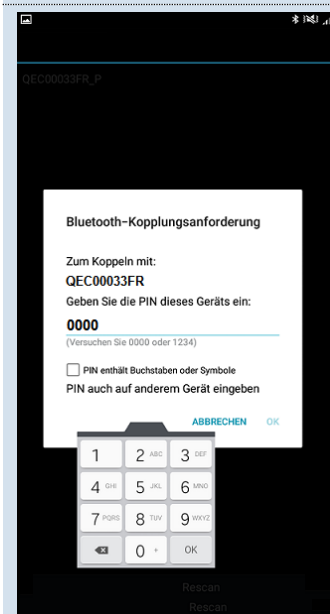 QEC00033FR_P
Bluetooth-Kopplungsanforderung
Zum Koppeln mit:
QEC00033FR
Geben Sie die PIN dieses Geräts ein:
0000
(Versuchen Sie 0000 oder 1234)
PIN enthält Buchstaben oder Symbole
PIN auch auf anderem Gerät eingeben
ABBRECHEN OK
1 2 ABC 3 DEF
4 GHI 5 JKL 6 MNO
7 PQRS 8 TUV 9 WXYZ
0 + OK
Rescan
Rescan